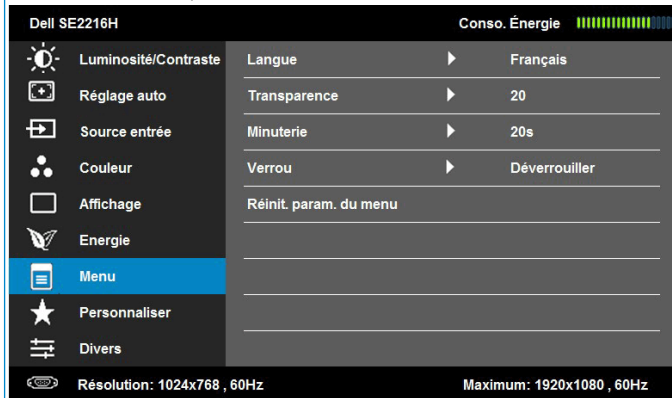 Dell SE2216H Conso. Énergie
Luminosité/Contraste Langue Français
Réglage auto Transparence 20
Source entrée Minuterie 20s
Couleur Verrou Déverrouiller
Affichage Réinit. param. du menu
Energie
Menu
Personnaliser
Divers
Résolution: 1024x768 , 60Hz Maximum: 1920x1080 , 60Hz